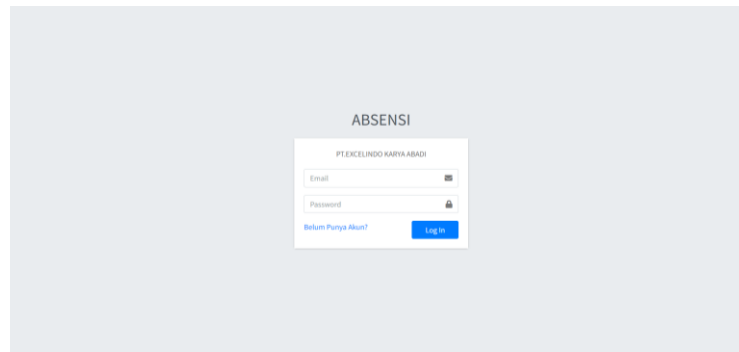 ABSENSI
PT.EXCELINDO KARYA ABADI
Email
Password
Belum Punya Akun?
Log In